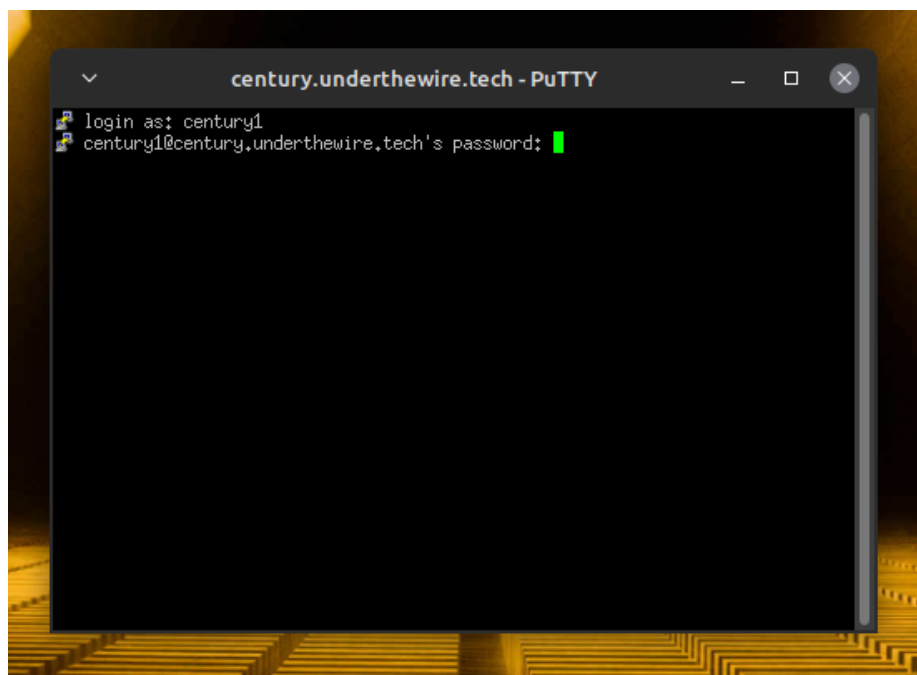 century.underthewire.tech - PuTTY
login as: century1
century1@century.underthewire.tech's password: